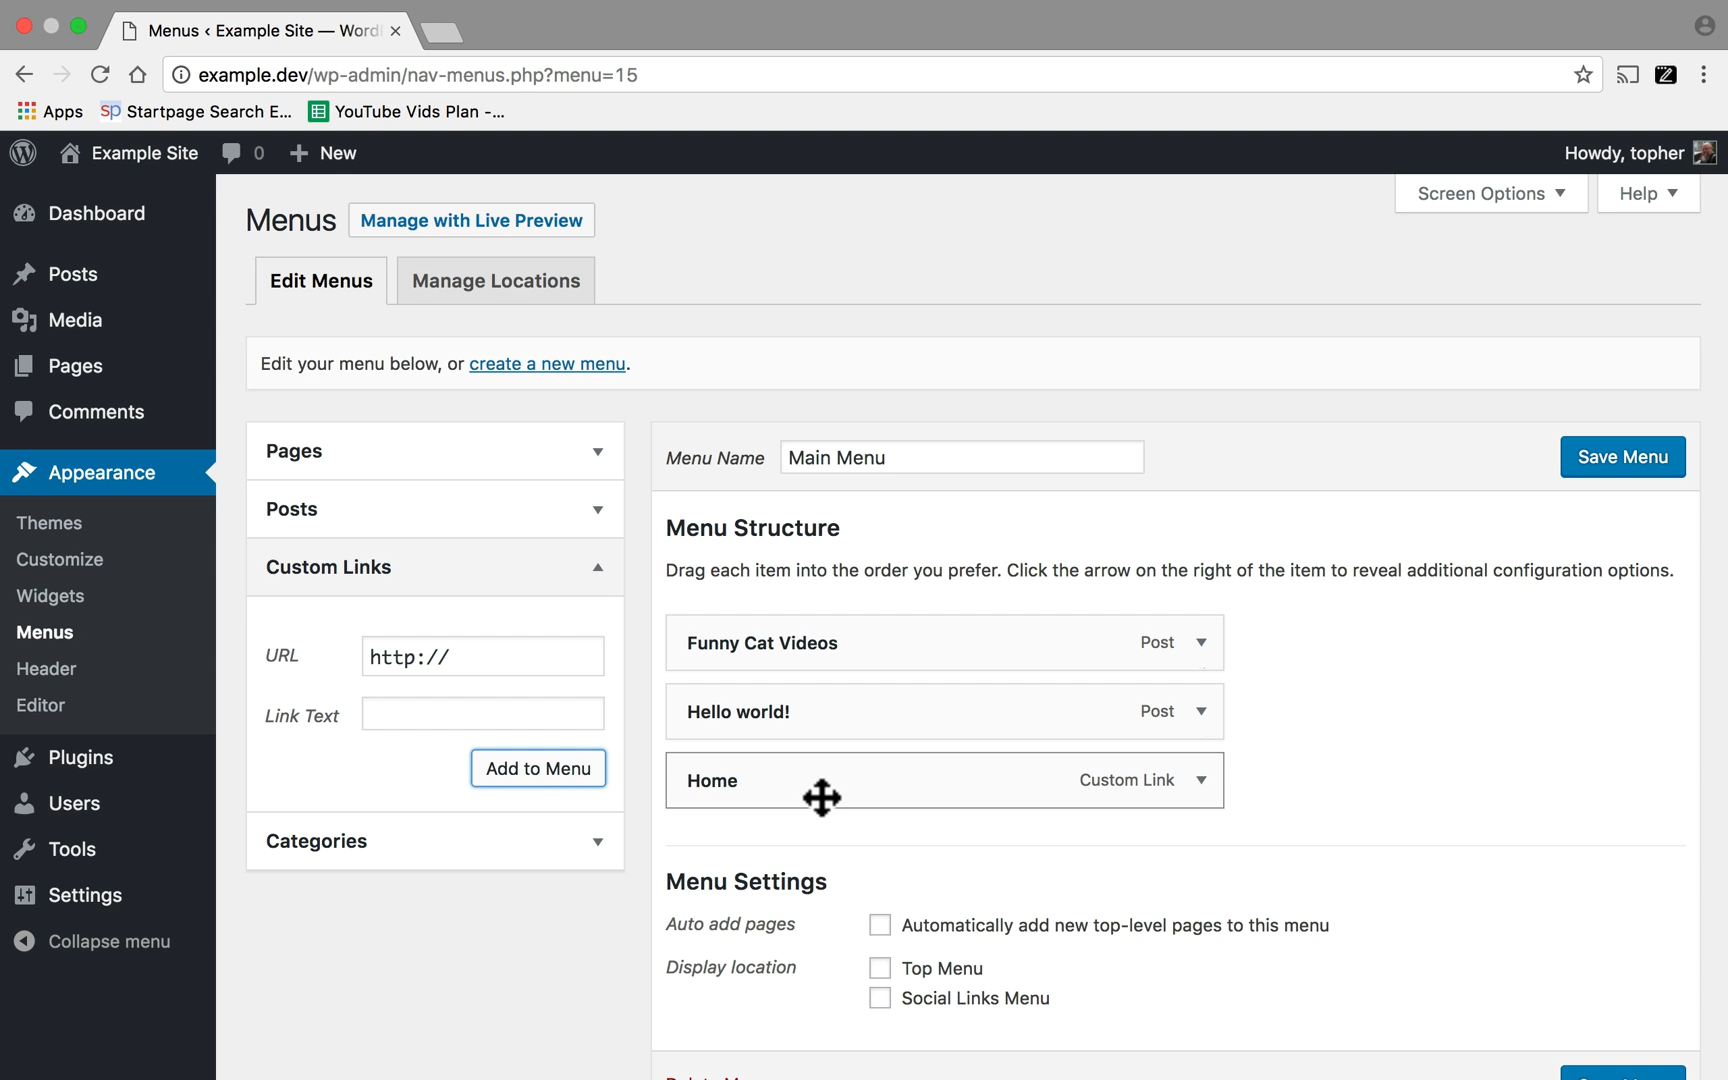 Menus ‹ Example Site — Word
example.dev/wp-admin/nav-menus.php?menu=15
Apps
sp Startpage Search E...
YouTube Vids Plan -...
Example Site
0
New
Howdy, topher
Screen Options
Help
Dashboard
Posts
Media
Pages
Comments
Appearance
Themes
Customize
Widgets
Menus
Header
Editor
Plugins
Users
Tools
Settings
Collapse menu
Menus
Manage with Live Preview
Edit Menus
Manage Locations
Edit your menu below, or create a new menu.
Pages
Posts
Custom Links
URL
http://
Link Text
Add to Menu
Categories
Menu Name
Main Menu
Save Menu
Menu Structure
Drag each item into the order you prefer. Click the arrow on the right of the item to reveal additional configuration options.
Funny Cat Videos
Post
Hello world!
Post
Home
Custom Link
Menu Settings
Auto add pages
Automatically add new top-level pages to this menu
Display location
Top Menu
Social Links Menu